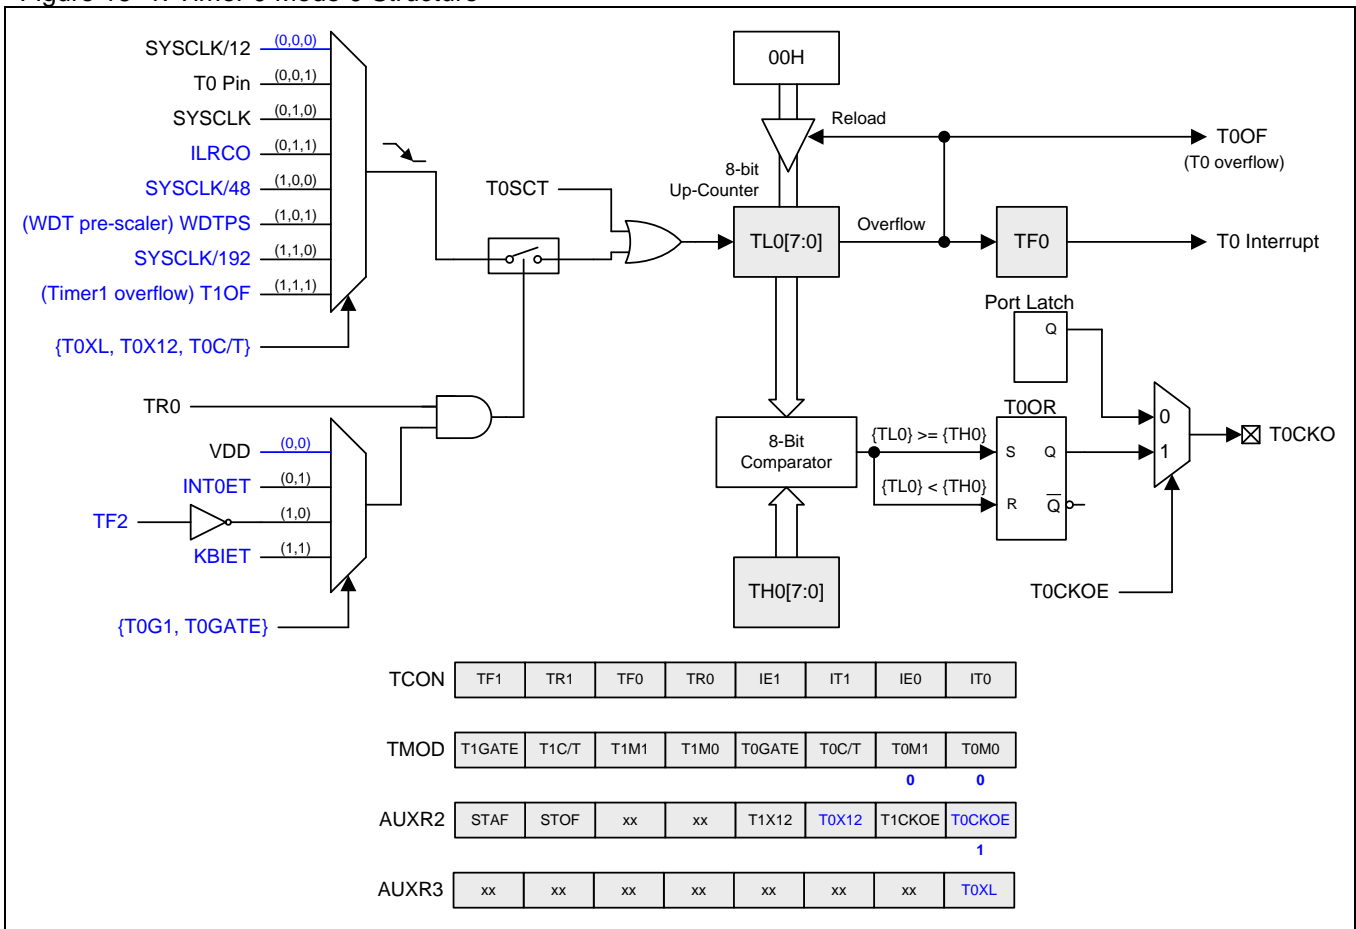 SYSCLK/12 (0,0,0)
T0 Pin (0,0,1)
SYSCLK (0,1,0)
ILRCO (0,1,1)
SYSCLK/48 (1,0,0)
(WDT pre-scaler) WDTPS (1,0,1)
SYSCLK/192 (1,1,0)
(Timer1 overflow) T1OF (1,1,1)
{T0XL, T0X12, T0C/T}
TR0
VDD (0,0)
INT0ET (0,1)
TF2 (1,0)
KBIET (1,1)
{T0G1, T0GATE}
T0SCT
00H
Reload
8-bit
Up-Counter
TL0[7:0]
Overflow
TF0
T0OF
(T0 overflow)
T0 Interrupt
Port Latch
Q
8-Bit
Comparator
{TL0} >= {TH0}
{TL0} < {TH0}
T0OR
S Q
R Q
0
1
T0CKO
TH0[7:0]
T0CKOE
TCON TF1 TR1 TF0 TR0 IE1 IT1 IE0 IT0
TMOD T1GATE T1C/T T1M1 T1M0 T0GATE T0C/T T0M1 T0M0
0 0
AUXR2 STAF STOF xx xx T1X12 T0X12 T1CKOE T0CKOE
1
AUXR3 xx xx xx xx xx xx xx T0XL